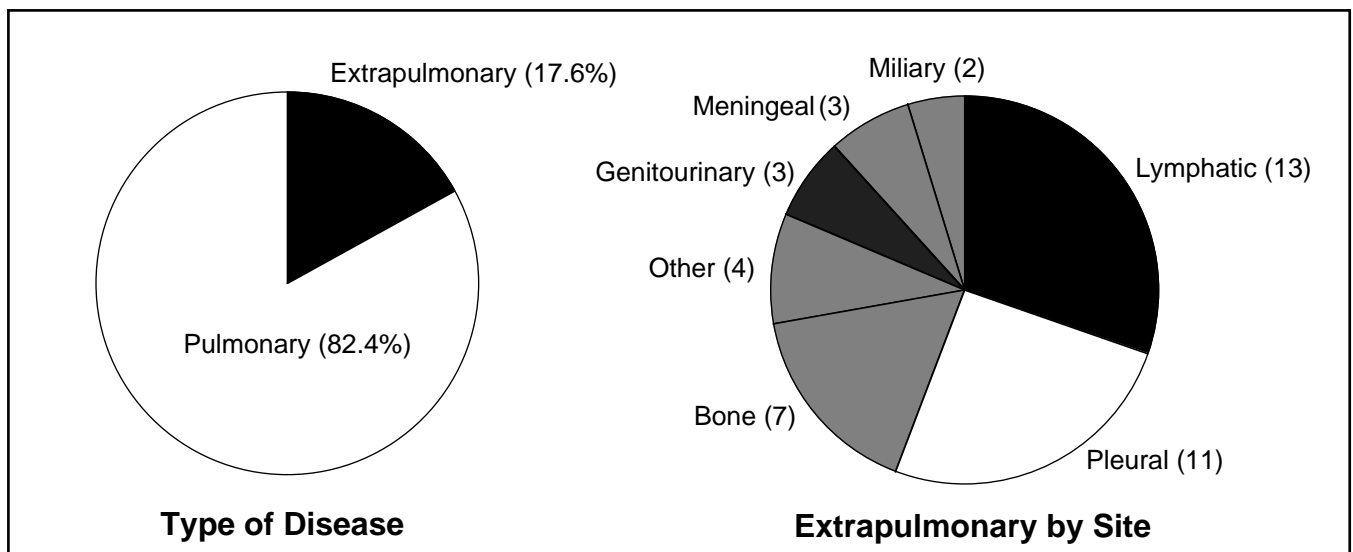 Extrapulmonary (17.6%)
Pulmonary (82.4%)
Type of Disease
Miliary (2)
Meningeal (3)
Genitourinary (3)
Other (4)
Bone (7)
Lymphatic (13)
Pleural (11)
Extrapulmonary by Site